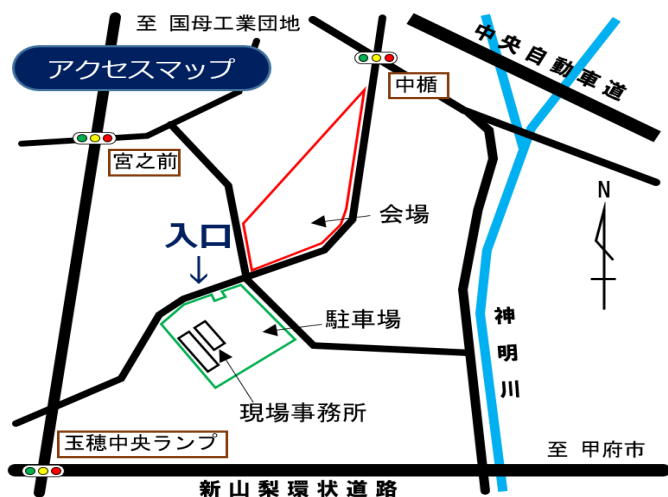 至 国母工業団地
アクセスマップ
中央自動車道
中楯
宮之前
N
会場
入口
↓
駐車場
神明川
現場事務所
玉穂中央ランプ
至 甲府市
新山梨環状道路